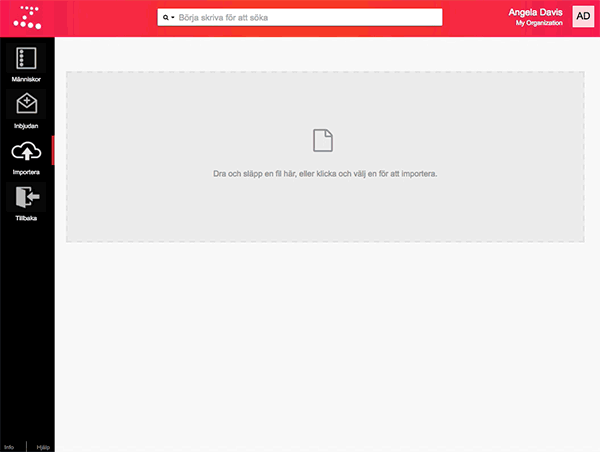 Börja skriva för att söka
Angela Davis
My Organization
AD
Människor
Inbjudan
Importera
Tillbaka
Dra och släpp en fil här, eller klicka och välj en för att importera.
Info
Hjälp